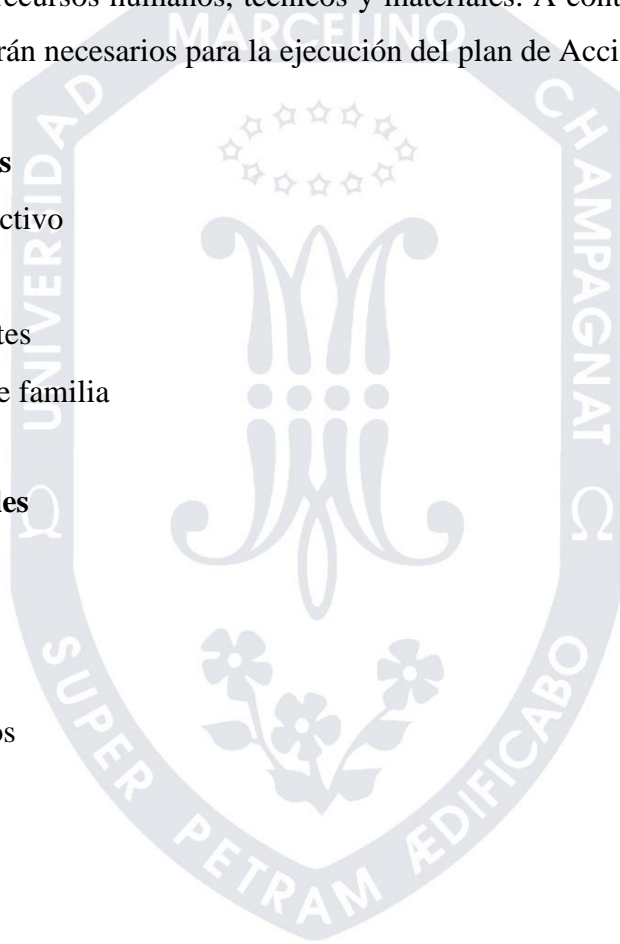 recursos humanos, técnicos y materiales. A cont
rán necesarios para la ejecución del plan de Acci
s
ctivo
tes
e familia
les
os
UNIVERSIDAD MARCELINO CHAMPAGNAT
Ω SUPER PETRAM ÆDIFICABO Ω